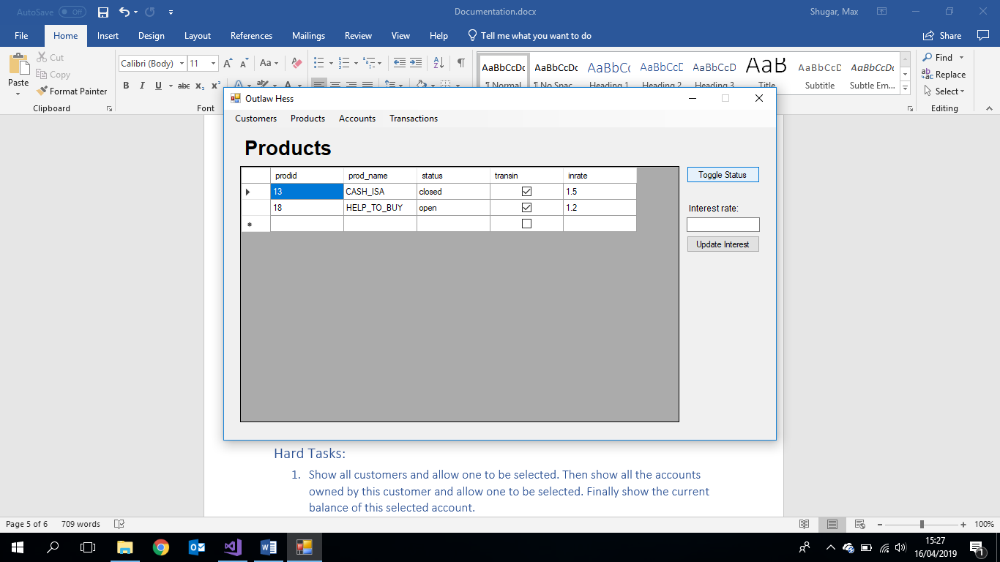 AutoSave Off Documentation.docx Shugar, Max
File Home Insert Design Layout References Mailings Review View Help Tell me what you want to do Share
Paste Cut Calibri (Body) 11 Aa AaBbCcDc AaBbCcDc AaBbCc AaBbCcE AaBbCcD AaB AaBbCcD AaBbCcDc Find
Copy Replace
Format Painter B I U abc x₂ x² A ab A ¶ Normal ¶ No Spac... Heading 1 Heading 2 Heading 3 Title Subtitle Subtle Em... Select
Clipboard Font Editing
Outlaw Hess
Customers Products Accounts Transactions
Products
prodid prod_name status transin inrate
13 CASH_ISA closed 1.5
18 HELP_TO_BUY open 1.2
Toggle Status
Interest rate:
Update Interest
Hard Tasks:
1. Show all customers and allow one to be selected. Then show all the accounts
owned by this customer and allow one to be selected. Finally show the current
balance of this selected account.
Page 5 of 6 709 words 100%
15:27
16/04/2019
1